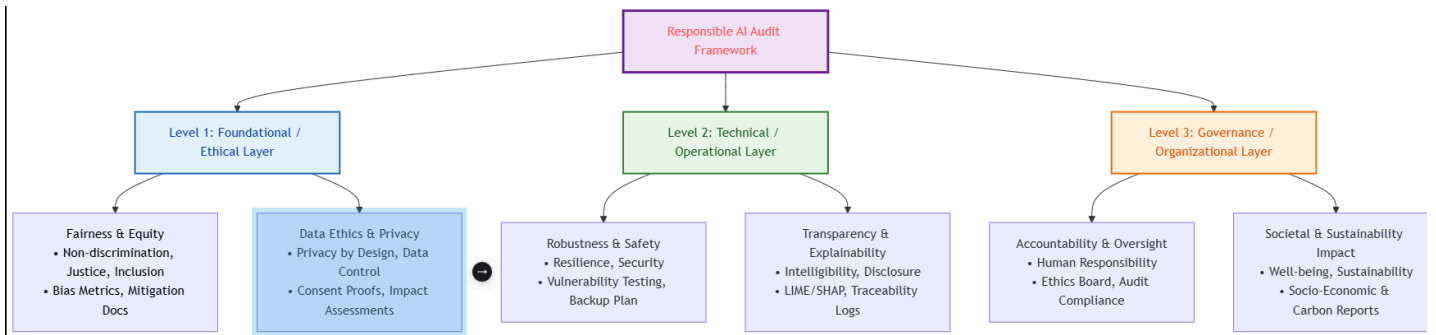 Responsible AI Audit
Framework
Level 1: Foundational /
Ethical Layer
Level 2: Technical /
Operational Layer
Level 3: Governance /
Organizational Layer
Fairness & Equity
• Non-discrimination,
Justice, Inclusion
• Bias Metrics, Mitigation
Docs
Data Ethics & Privacy
• Privacy by Design, Data
Control
• Consent Proofs, Impact
Assessments
→
Robustness & Safety
• Resilience, Security
• Vulnerability Testing,
Backup Plan
Transparency &
Explainability
• Intelligibility, Disclosure
• LIME/SHAP, Traceability
Logs
Accountability & Oversight
• Human Responsibility
• Ethics Board, Audit
Compliance
Societal & Sustainability
Impact
• Well-being, Sustainability
• Socio-Economic &
Carbon Reports